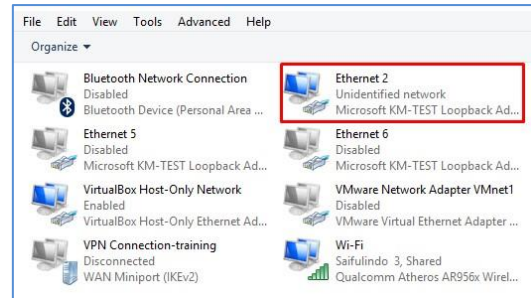 File Edit View Tools Advanced Help
Organize
Bluetooth Network Connection
Disabled
Bluetooth Device (Personal Area ...
Ethernet 2
Unidentified network
Microsoft KM-TEST Loopback Ad...
Ethernet 5
Disabled
Microsoft KM-TEST Loopback Ad...
Ethernet 6
Disabled
Microsoft KM-TEST Loopback Ad...
VirtualBox Host-Only Network
Enabled
VirtualBox Host-Only Ethernet Ad...
VMware Network Adapter VMnet1
Disabled
VMware Virtual Ethernet Adapter ...
VPN Connection-training
Disconnected
WAN Miniport (IKEv2)
Wi-Fi
Saifulindo 3, Shared
Qualcomm Atheros AR956x Wirel...